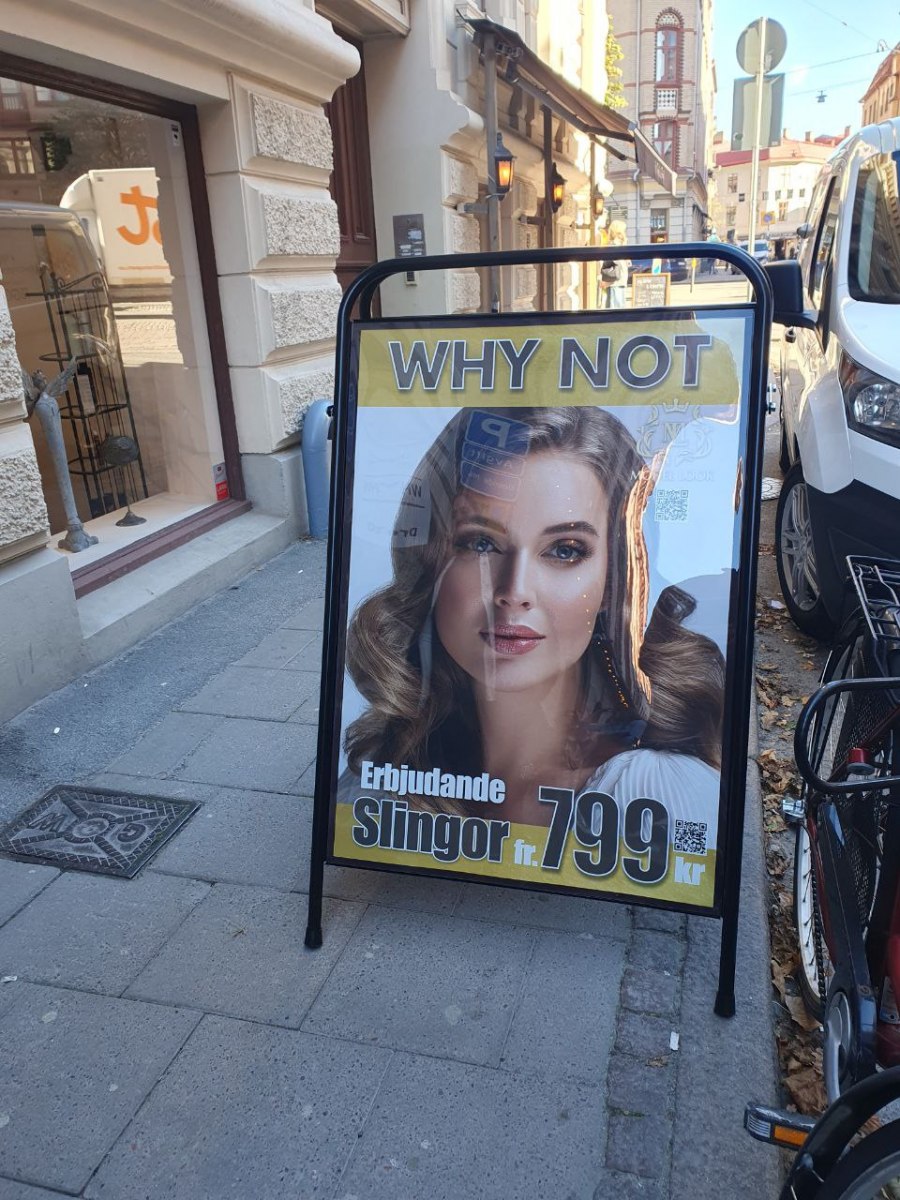 WHY NOT
Erbjudande
Slingor fr. 799 kr